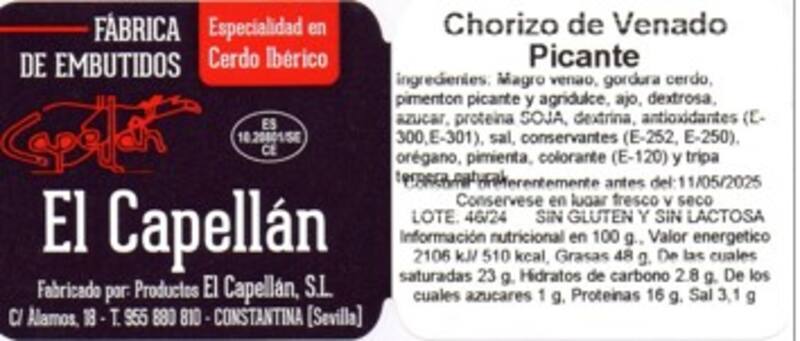 FÁBRICA
DE EMBUTIDOS
Especialidad en
Cerdo Ibérico
Capellán
ES
10.20801/SE
CE
El Capellán
Fabricado por: Productos El Capellán, S.L.
C/ Álamos, 18 - T. 955 880 810 - CONSTANTINA [Sevilla]
Chorizo de Venado
Picante
Ingredientes: Magro venao, gordura cerdo,
pimenton picante y agridulce, ajo, dextrosa,
azucar, proteina SOJA, dextrina, antioxidantes (E-
300,E-301), sal, conservantes (E-252, E-250),
orégano, pimienta, colorante (E-120) y tripa
ternera natural.
Consumir preferentemente antes del:11/05/2025
Conservese en lugar fresco y seco
LOTE. 46/24 SIN GLUTEN Y SIN LACTOSA
Información nutricional en 100 g., Valor energetico
2106 kJ/ 510 kcal, Grasas 48 g, De las cuales
saturadas 23 g, Hidratos de carbono 2.8 g, De los
cuales azucares 1 g, Proteinas 16 g, Sal 3,1 g